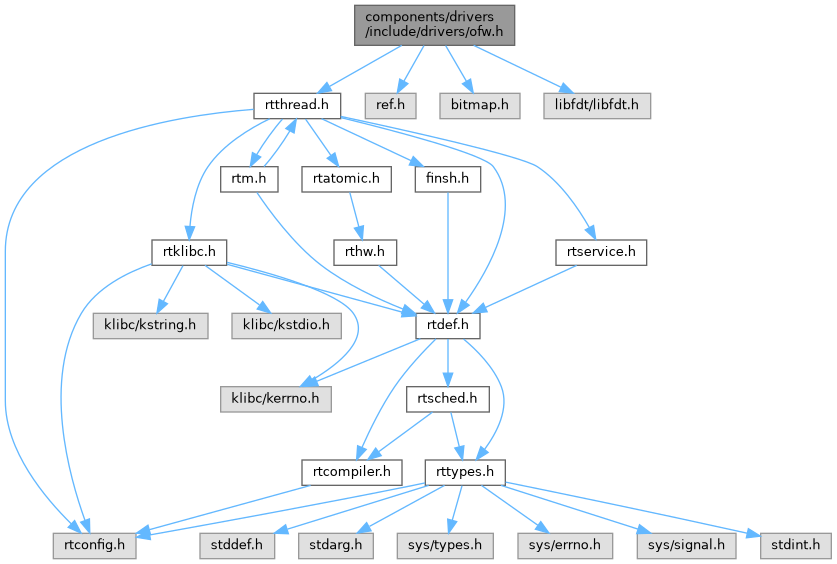 components/drivers
/include/drivers/ofw.h
rtthread.h
ref.h
bitmap.h
libfdt/libfdt.h
rtm.h
rtatomic.h
finsh.h
rtklibc.h
rthw.h
rtservice.h
klibc/kstring.h
klibc/kstdio.h
rtdef.h
klibc/kerrno.h
rtsched.h
rtcompiler.h
rttypes.h
rtconfig.h
stddef.h
stdarg.h
sys/types.h
sys/errno.h
sys/signal.h
stdint.h